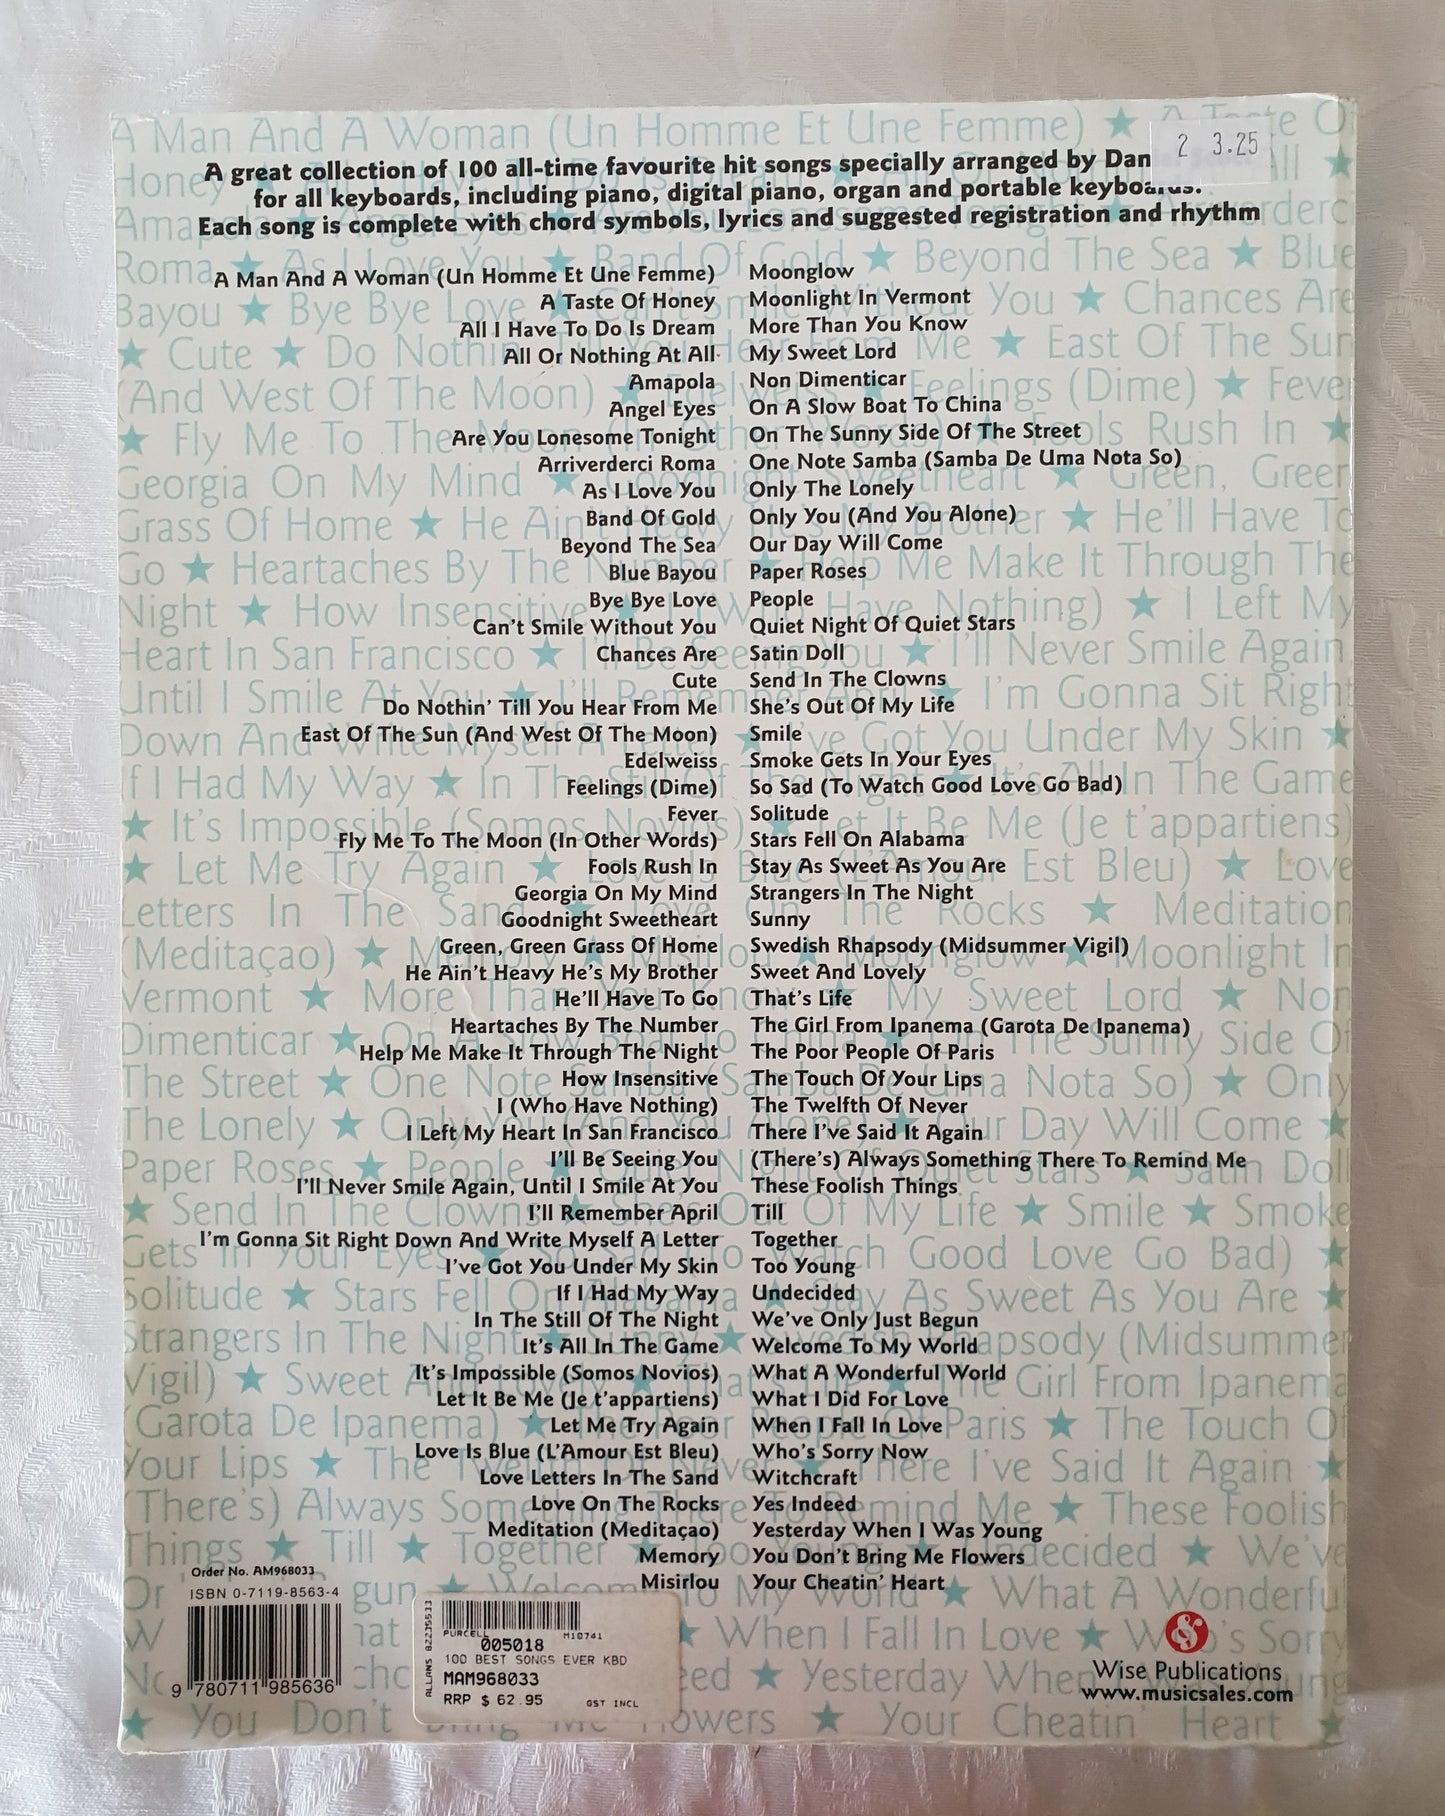 A great collection of 100 all-time favourite hit songs specially arranged by Dan
for all keyboards, including piano, digital piano, organ and portable keyboards.
Each song is complete with chord symbols, lyrics and suggested registration and rhythm
2 3.25
A Man And A Woman (Un Homme Et Une Femme)
A Taste Of Honey
All I Have To Do Is Dream
All Or Nothing At All
Amapola
Angel Eyes
Are You Lonesome Tonight
Arriverderci Roma
As I Love You
Band Of Gold
Beyond The Sea
Blue Bayou
Bye Bye Love
Can't Smile Without You
Chances Are
Cute
Do Nothin' Till You Hear From Me
East Of The Sun (And West Of The Moon)
Edelweiss
Feelings (Dime)
Fever
Fly Me To The Moon (In Other Words)
Fools Rush In
Georgia On My Mind
Goodnight Sweetheart
Green, Green Grass Of Home
He Ain't Heavy He's My Brother
He'll Have To Go
Heartaches By The Number
Help Me Make It Through The Night
How Insensitive
I (Who Have Nothing)
I Left My Heart In San Francisco
I'll Be Seeing You
I'll Never Smile Again, Until I Smile At You
I'll Remember April
I'm Gonna Sit Right Down And Write Myself A Letter
I've Got You Under My Skin
If I Had My Way
In The Still Of The Night
It's All In The Game
It's Impossible (Somos Novios)
Let It Be Me (Je t'appartiens)
Let Me Try Again
Love Is Blue (L'Amour Est Bleu)
Love Letters In The Sand
Love On The Rocks
Meditation (Meditaçao)
Memory
Misirlou
Moonglow
Moonlight In Vermont
More Than You Know
My Sweet Lord
Non Dimenticar
On A Slow Boat To China
On The Sunny Side Of The Street
One Note Samba (Samba De Uma Nota So)
Only The Lonely
Only You (And You Alone)
Our Day Will Come
Paper Roses
People
Quiet Night Of Quiet Stars
Satin Doll
Send In The Clowns
She's Out Of My Life
Smile
Smoke Gets In Your Eyes
So Sad (To Watch Good Love Go Bad)
Solitude
Stars Fell On Alabama
Stay As Sweet As You Are
Strangers In The Night
Sunny
Swedish Rhapsody (Midsummer Vigil)
Sweet And Lovely
That's Life
The Girl From Ipanema (Garota De Ipanema)
The Poor People Of Paris
The Touch Of Your Lips
The Twelfth Of Never
There I've Said It Again
(There's) Always Something There To Remind Me
These Foolish Things
Till
Together
Too Young
Undecided
We've Only Just Begun
Welcome To My World
What A Wonderful World
What I Did For Love
When I Fall In Love
Who's Sorry Now
Witchcraft
Yes Indeed
Yesterday When I Was Young
You Don't Bring Me Flowers
Your Cheatin' Heart
Order No. AM968033
ISBN 0-7119-8563-4
9 780711 985636
ALLANS 82235533
PURCELL M10741
005018
100 BEST SONGS EVER KBD
MAM968033
RRP $ 62.95 GST INCL
Wise Publications
www.musicsales.com